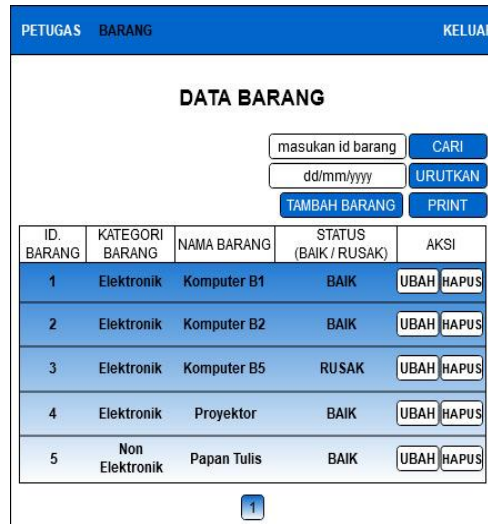 PETUGAS BARANG KELUAR
DATA BARANG
masukan id barang CARI
dd/mm/yyyy URUTKAN
TAMBAH BARANG PRINT
ID. BARANG KATEGORI BARANG NAMA BARANG STATUS (BAIK / RUSAK) AKSI
1 Elektronik Komputer B1 BAIK UBAH HAPUS
2 Elektronik Komputer B2 BAIK UBAH HAPUS
3 Elektronik Komputer B5 RUSAK UBAH HAPUS
4 Elektronik Proyektor BAIK UBAH HAPUS
5 Non Elektronik Papan Tulis BAIK UBAH HAPUS
1